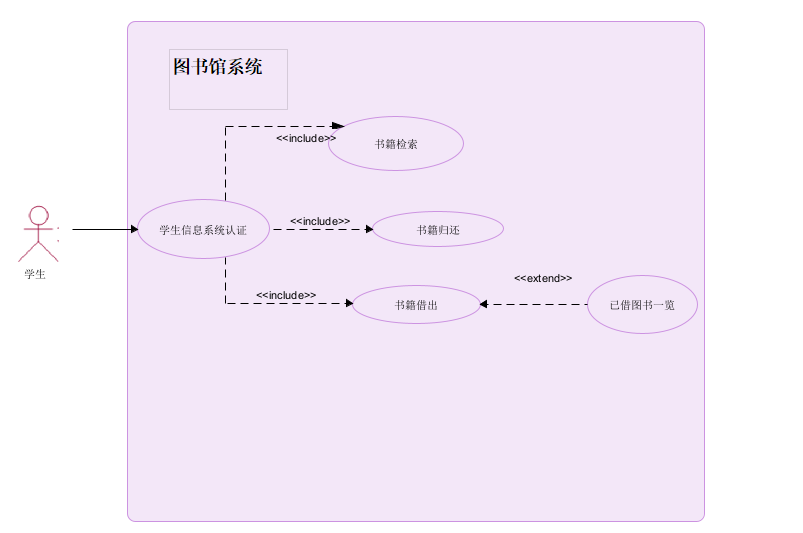 图书馆系统
<<include>>
书籍检索
学生信息系统认证
<<include>>
书籍归还
学生
<<include>>
书籍借出
<<extend>>
已借图书一览